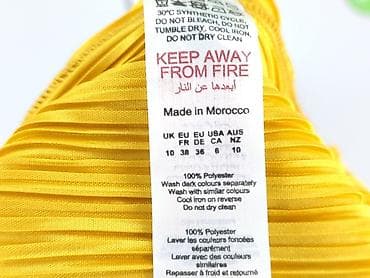 30°C SYNTHETIC CYCLE,
DO NOT BLEACH, DO NOT
TUMBLE DRY, COOL IRON,
DO NOT DRY CLEAN
KEEP AWAY
FROM FIRE
أبعدها عن النار
Made in Morocco
UK EU EU USA AUS
FR DE CA NZ
10 38 36 6 10
100% Polyester
Wash dark colours separately
Wash with similar colours
Cool iron on reverse
Do not dry clean
100% Polyester
Laver les couleurs foncées
séparément
Laver avec des couleurs
similaires
Repasser à froid et retourné